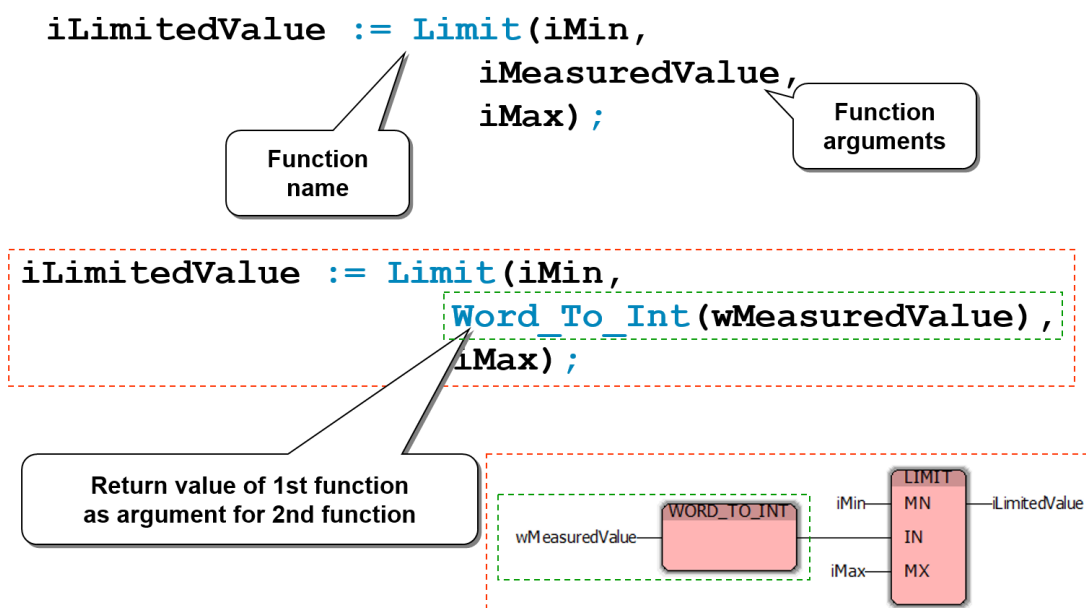 iLimitedValue := Limit(iMin,
iMeasuredValue,
iMax);
Function
name
Function
arguments
iLimitedValue := Limit(iMin,
Word_To_Int(wMeasuredValue),
iMax);
Return value of 1st function
as argument for 2nd function
wMeasuredValue
WORD_TO_INT
LIMIT
iMin
MN
iLimitedValue
IN
iMax
MX